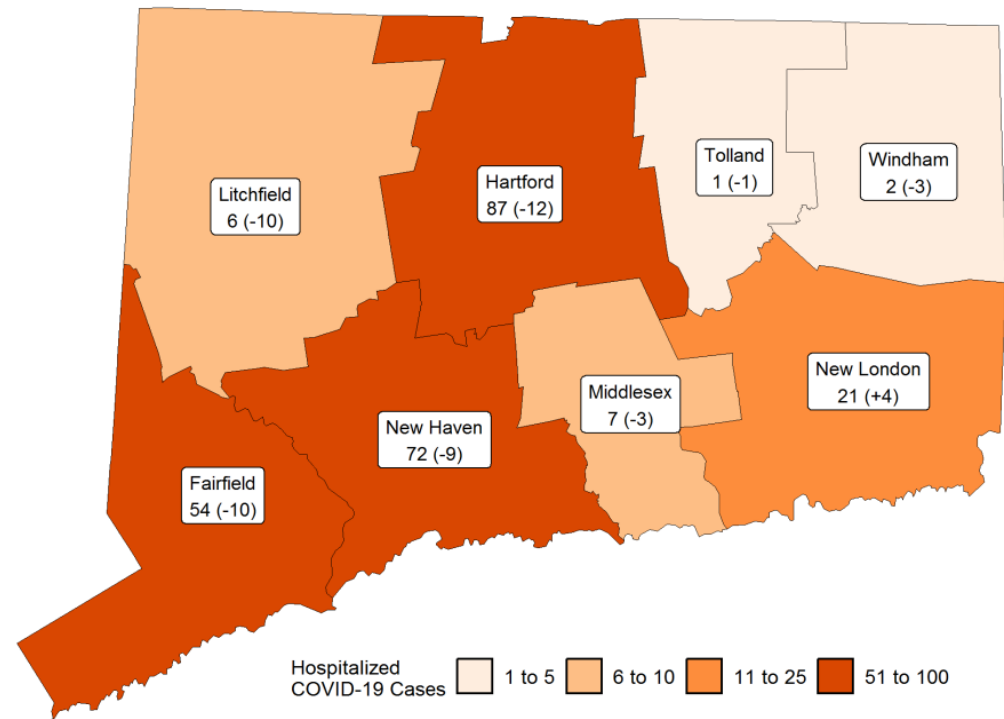 Tolland
1 (-1)
Windham
2 (-3)
Litchfield
6 (-10)
Hartford
87 (-12)
New London
21 (+4)
Middlesex
7 (-3)
New Haven
72 (-9)
Fairfield
54 (-10)
Hospitalized
COVID-19 Cases
1 to 5
6 to 10
11 to 25
51 to 100